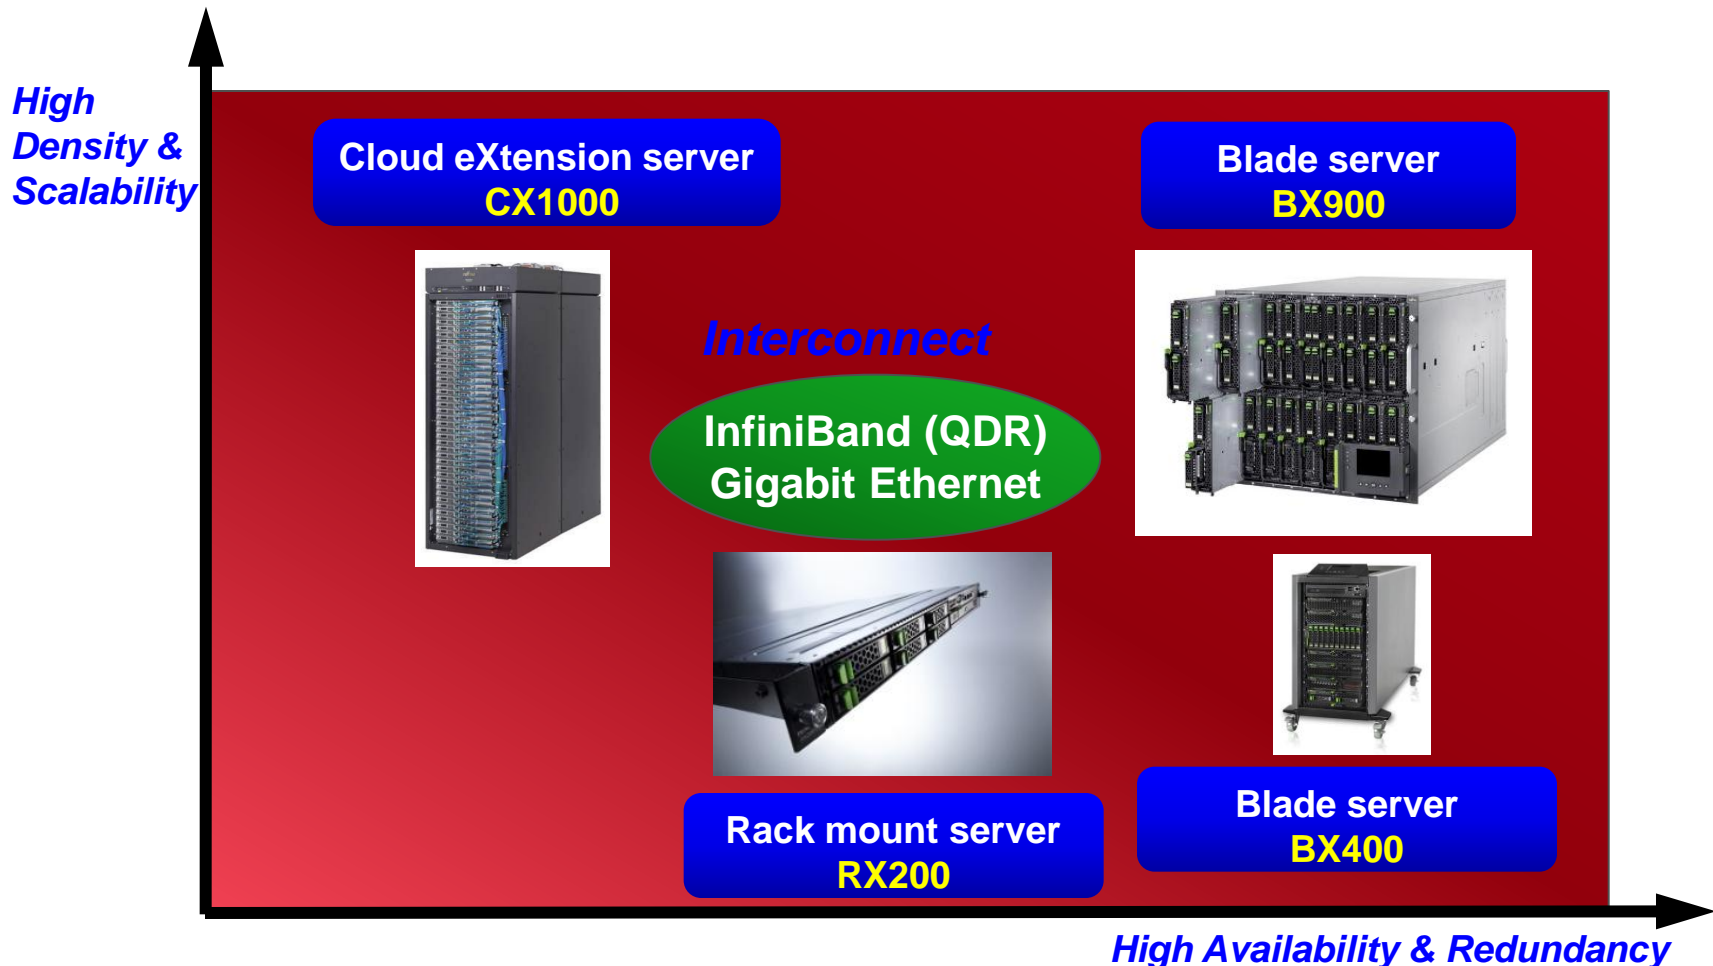 High
Density &
Scalability
Cloud eXtension server
CX1000
Blade server
BX900
Interconnect
InfiniBand (QDR)
Gigabit Ethernet
Rack mount server
RX200
Blade server
BX400
High Availability & Redundancy